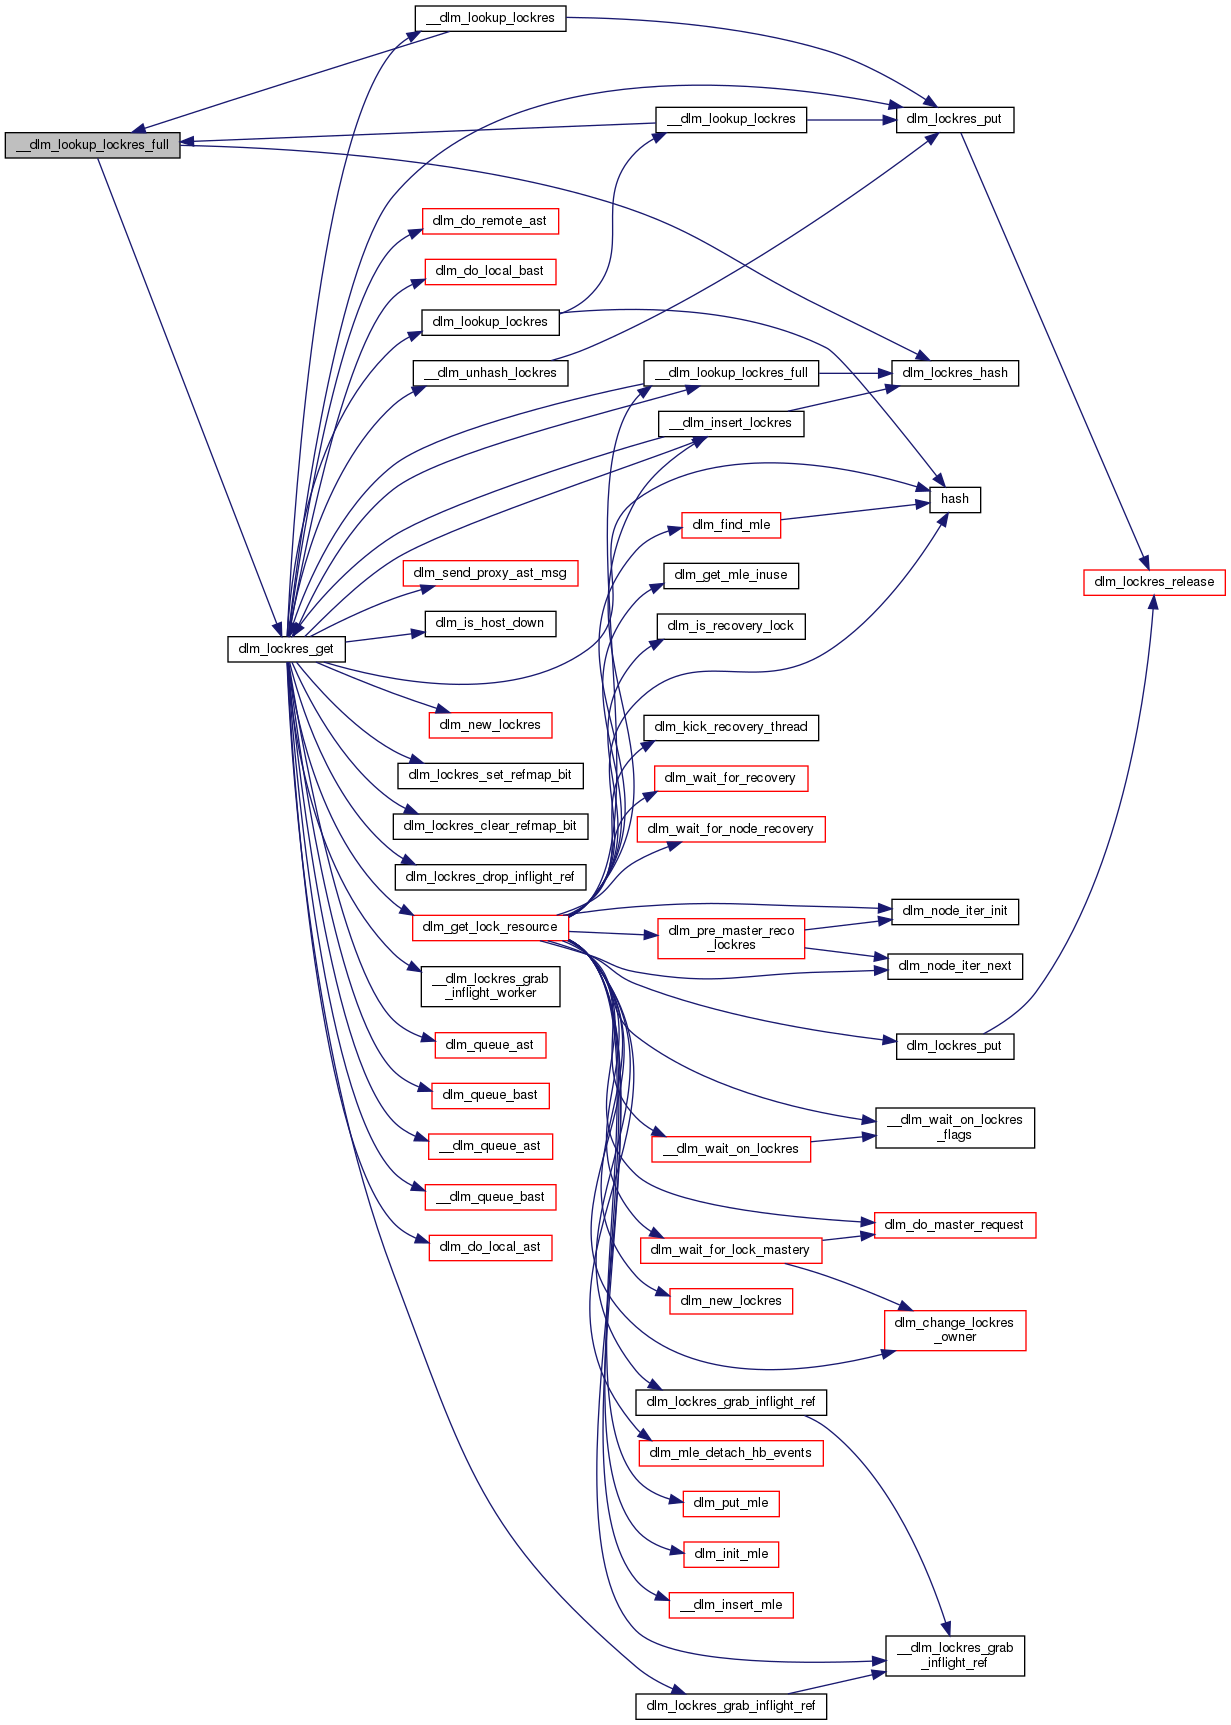 __dlm_lookup_lockres
__dlm_lookup_lockres
dlm_lockres_put
__dlm_lookup_lockres_full
dlm_do_remote_ast
dlm_do_local_bast
dlm_lookup_lockres
__dlm_unhash_lockres
__dlm_lookup_lockres_full
dlm_lockres_hash
__dlm_insert_lockres
hash
dlm_find_mle
dlm_send_proxy_ast_msg
dlm_get_mle_inuse
dlm_lockres_release
dlm_is_host_down
dlm_is_recovery_lock
dlm_lockres_get
dlm_new_lockres
dlm_kick_recovery_thread
dlm_lockres_set_refmap_bit
dlm_wait_for_recovery
dlm_lockres_clear_refmap_bit
dlm_wait_for_node_recovery
dlm_lockres_drop_inflight_ref
dlm_get_lock_resource
dlm_pre_master_reco
_lockres
dlm_node_iter_init
dlm_node_iter_next
__dlm_lockres_grab
_inflight_worker
dlm_queue_ast
dlm_lockres_put
dlm_queue_bast
__dlm_queue_ast
__dlm_wait_on_lockres
__dlm_wait_on_lockres
_flags
__dlm_queue_bast
dlm_do_master_request
dlm_do_local_ast
dlm_wait_for_lock_mastery
dlm_new_lockres
dlm_change_lockres
_owner
dlm_lockres_grab_inflight_ref
dlm_mle_detach_hb_events
dlm_put_mle
dlm_init_mle
__dlm_insert_mle
__dlm_lockres_grab
_inflight_ref
dlm_lockres_grab_inflight_ref